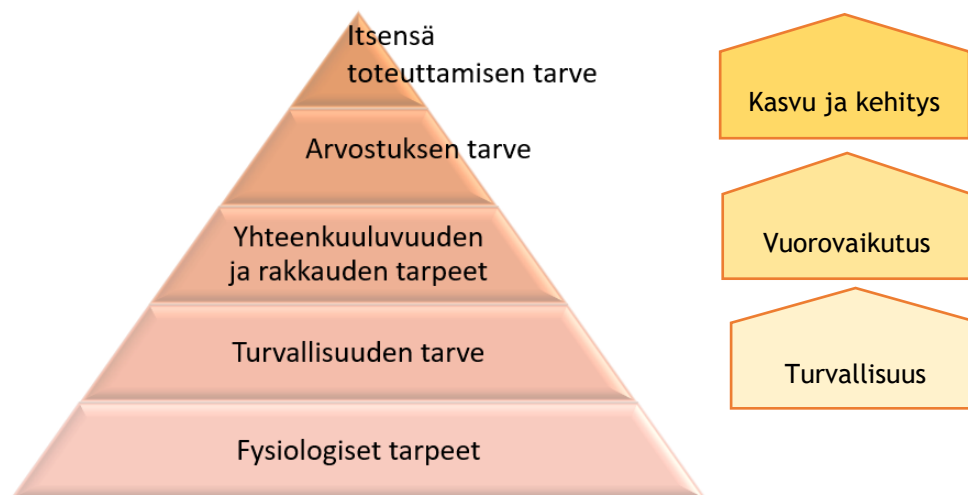 Itsensä
toteuttamisen tarve
Arvostuksen tarve
Yhteenkuuluvuuden
ja rakkauden tarpeet
Turvallisuuden tarve
Fysiologiset tarpeet
Kasvu ja kehitys
Vuorovaikutus
Turvallisuus